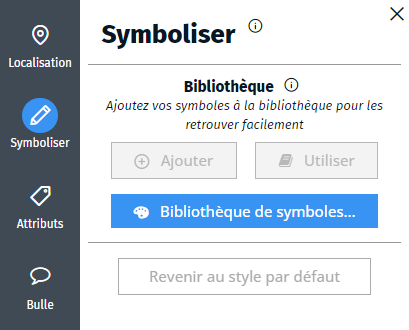 Localisation
Symboliser
Attributs
Bulle
Symboliser
Bibliothèque
Ajoutez vos symboles à la bibliothèque pour les
retrouver facilement
Ajouter
Utiliser
Bibliothèque de symboles...
Revenir au style par défaut